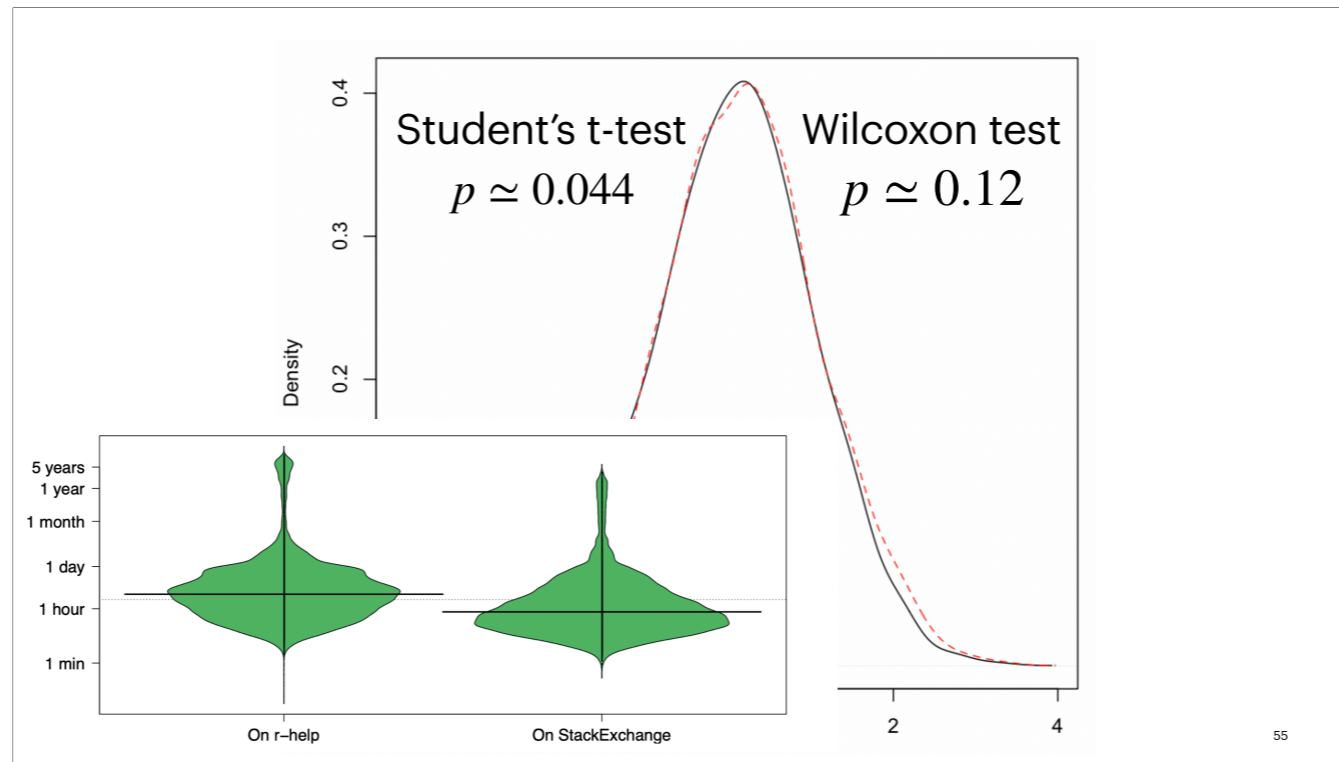 0.4
Student's t-test
Wilcoxon test
p ≃ 0.044
p ≃ 0.12
0.3
Density
0.2
5 years
1 year
1 month
1 day
1 hour
1 min
On r−help
On StackExchange
2
4
55